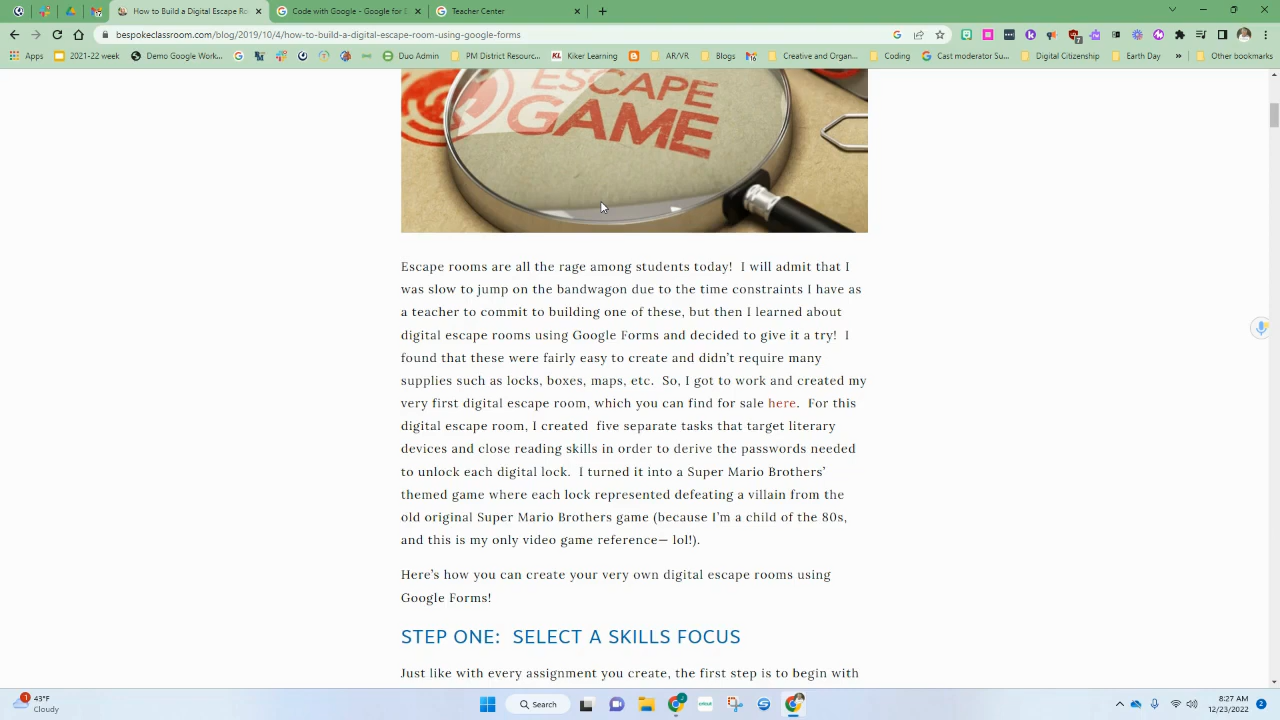 How to Build a Digital Escape Ro
Code with Google - Google for E
Teacher Center
bespokeclassroom.com/blog/2019/10/4/how-to-build-a-digital-escape-room-using-google-forms
Apps
2021-22 week
Demo Google Work...
Duo Admin
PM District Resourc...
Kiker Learning
AR/VR
Blogs
Creative and Organ...
Coding
Cast moderator Su...
Digital Citizenship
Earth Day
Other bookmarks
ESCAPE
GAME
Escape rooms are all the rage among students today!  I will admit that I
was slow to jump on the bandwagon due to the time constraints I have as
a teacher to commit to building one of these, but then I learned about
digital escape rooms using Google Forms and decided to give it a try!  I
found that these were fairly easy to create and didn't require many
supplies such as locks, boxes, maps, etc.  So, I got to work and created my
very first digital escape room, which you can find for sale here.  For this
digital escape room, I created  five separate tasks that target literary
devices and close reading skills in order to derive the passwords needed
to unlock each digital lock.  I turned it into a Super Mario Brothers'
themed game where each lock represented defeating a villain from the
old original Super Mario Brothers game (because I'm a child of the 80s,
and this is my only video game reference— lol!).
Here's how you can create your very own digital escape rooms using
Google Forms!
STEP ONE:  SELECT A SKILLS FOCUS
Just like with every assignment you create, the first step is to begin with
43°F
Cloudy
Search
8:27 AM
12/23/2022